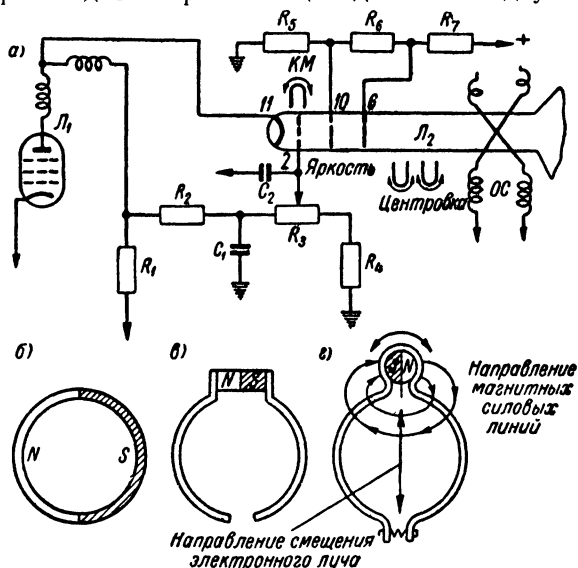 а)
R5
R6
R7
+
КМ
11
10
6
Л1
Л2
2
Яркость
C2
Центровка
ОС
R2
R3
C1
R1
R4
б)
в)
г)
N
S
N
S
N
Направление
магнитных
силовых
линий
Направление смещения
электронного лича